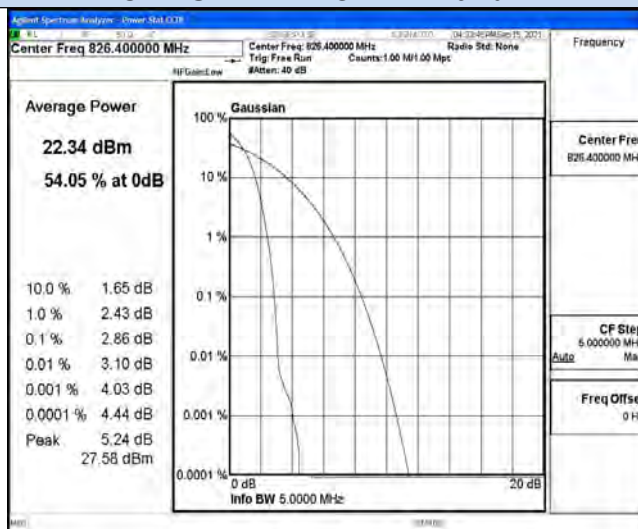 Agilent Spectrum Analyzer - Power Stat CCDF
Center Freq 826.400000 MHz
Center Freq: 826.400000 MHz
Radio Std: None
Trig: Free Run
Counts:1.00 M/1.00 Mpt
#Atten: 40 dB
Frequency
Average Power
22.34 dBm
54.05 % at 0dB
10.0 % 1.65 dB
1.0 % 2.43 dB
0.1 % 2.86 dB
0.01 % 3.10 dB
0.001 % 4.03 dB
0.0001 % 4.44 dB
Peak 5.24 dB
27.58 dBm
Gaussian
100 %
10 %
1 %
0.1 %
0.01 %
0.001 %
0.0001 %
0 dB
20 dB
Info BW 5.0000 MHz
Center Fre
826.400000 MH
CF Step
5.000000 MH
Auto Ma
Freq Offse
0 H